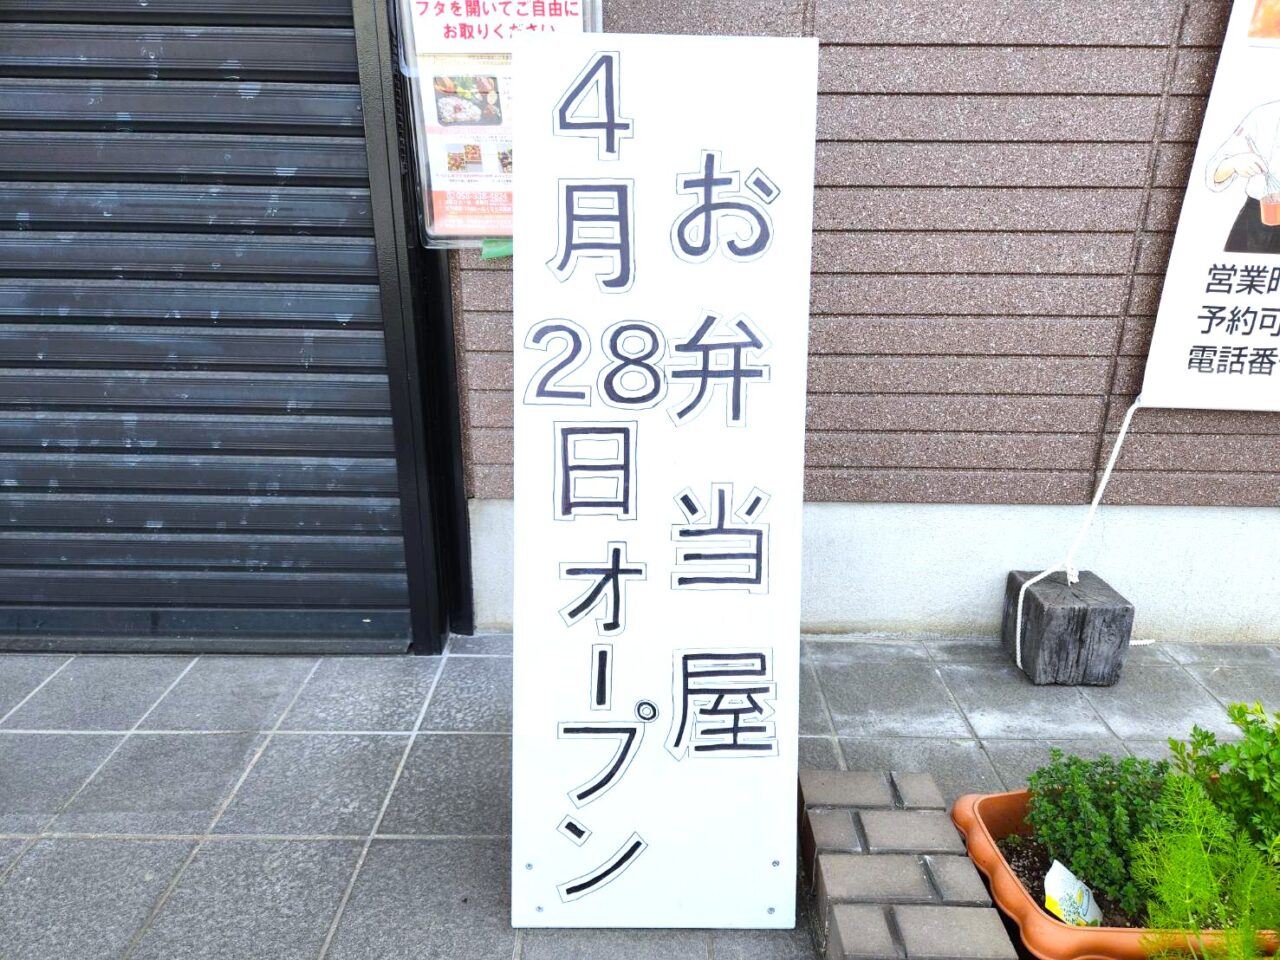 お弁当屋
4月28日オープン
フタを開いてご自由に
お取りください
営業時
予約可
電話番